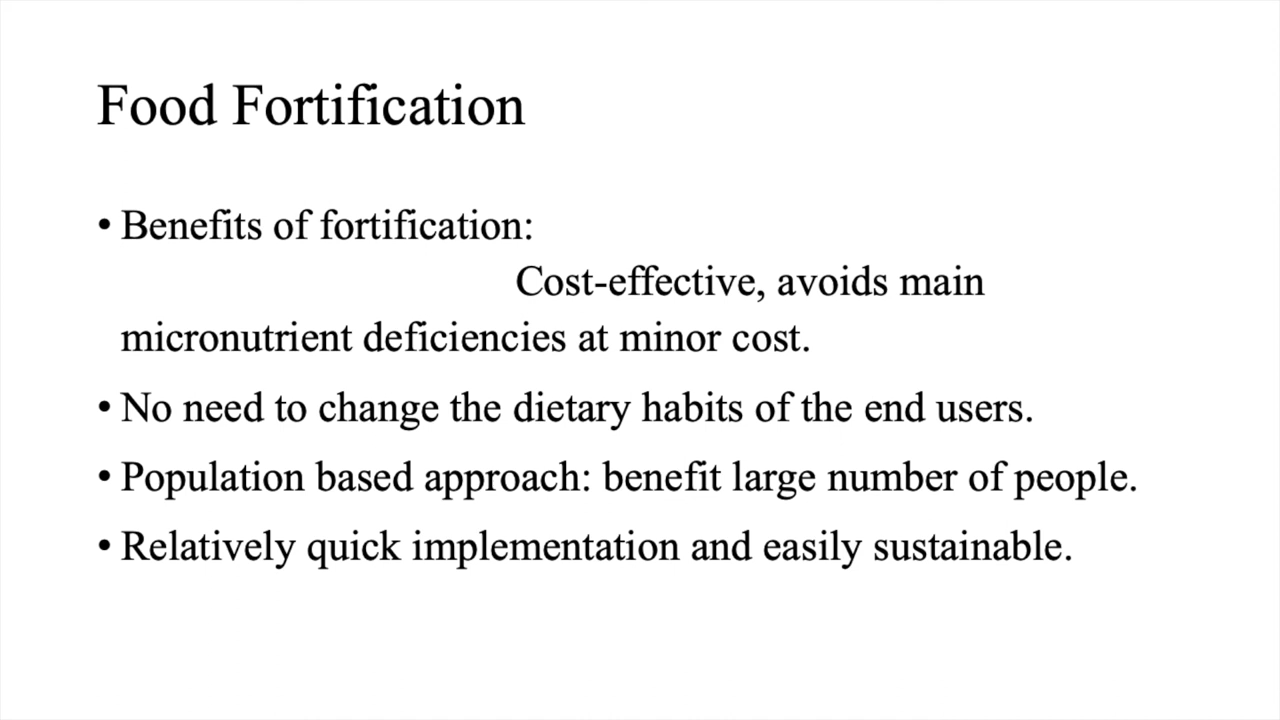 Food Fortification
• Benefits of fortification:
Cost-effective, avoids main
micronutrient deficiencies at minor cost.
• No need to change the dietary habits of the end users.
• Population based approach: benefit large number of people.
• Relatively quick implementation and easily sustainable.